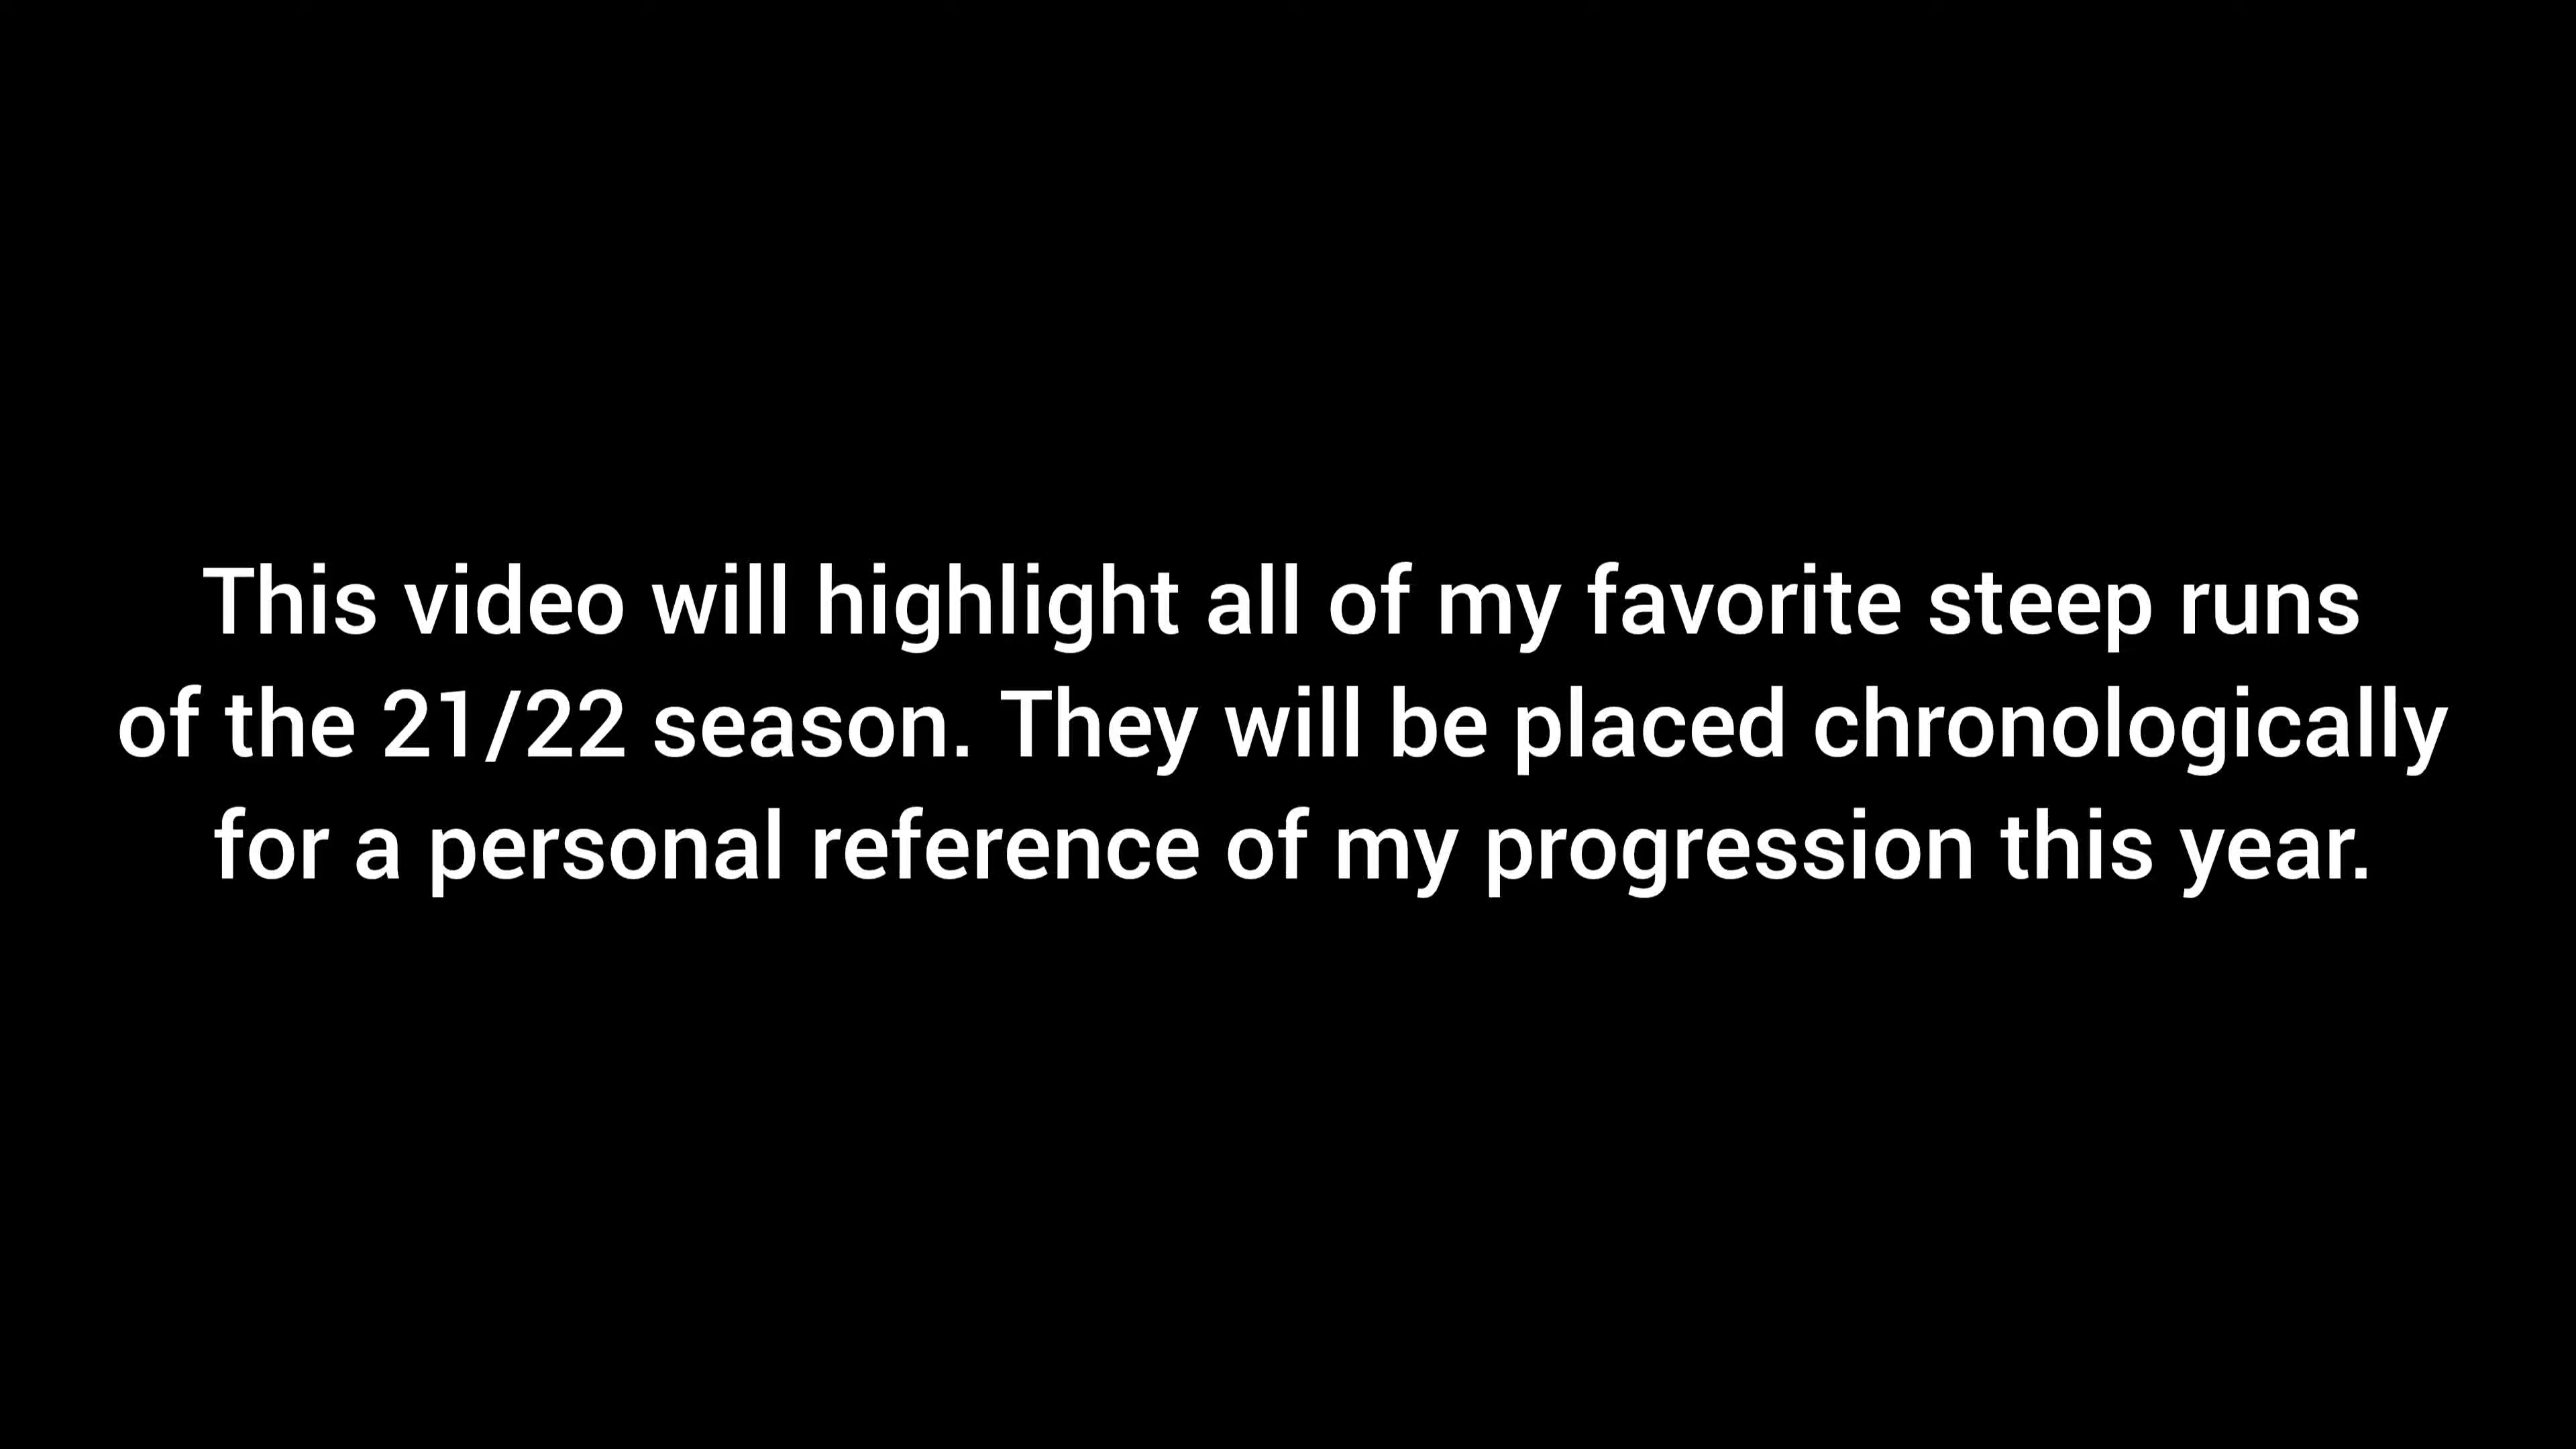 This video will highlight all of my favorite steep runs
of the 21/22 season. They will be placed chronologically
for a personal reference of my progression this year.